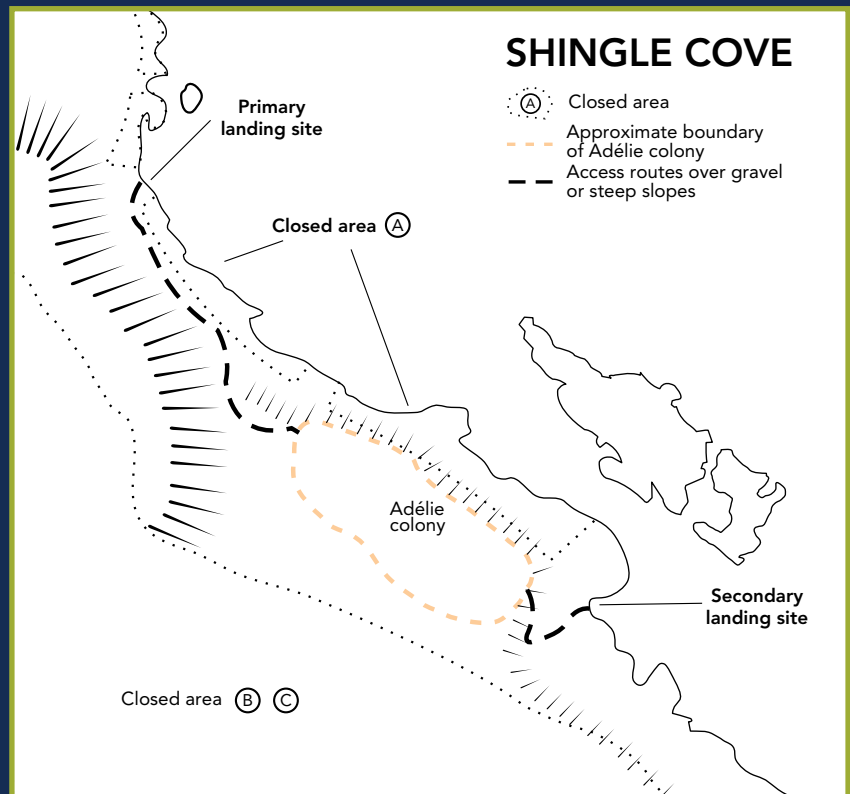 SHINGLE COVE
A Closed area
Approximate boundary
of Adélie colony
Access routes over gravel
or steep slopes
Primary
landing site
Closed area A
Adélie
colony
Secondary
landing site
Closed area B C